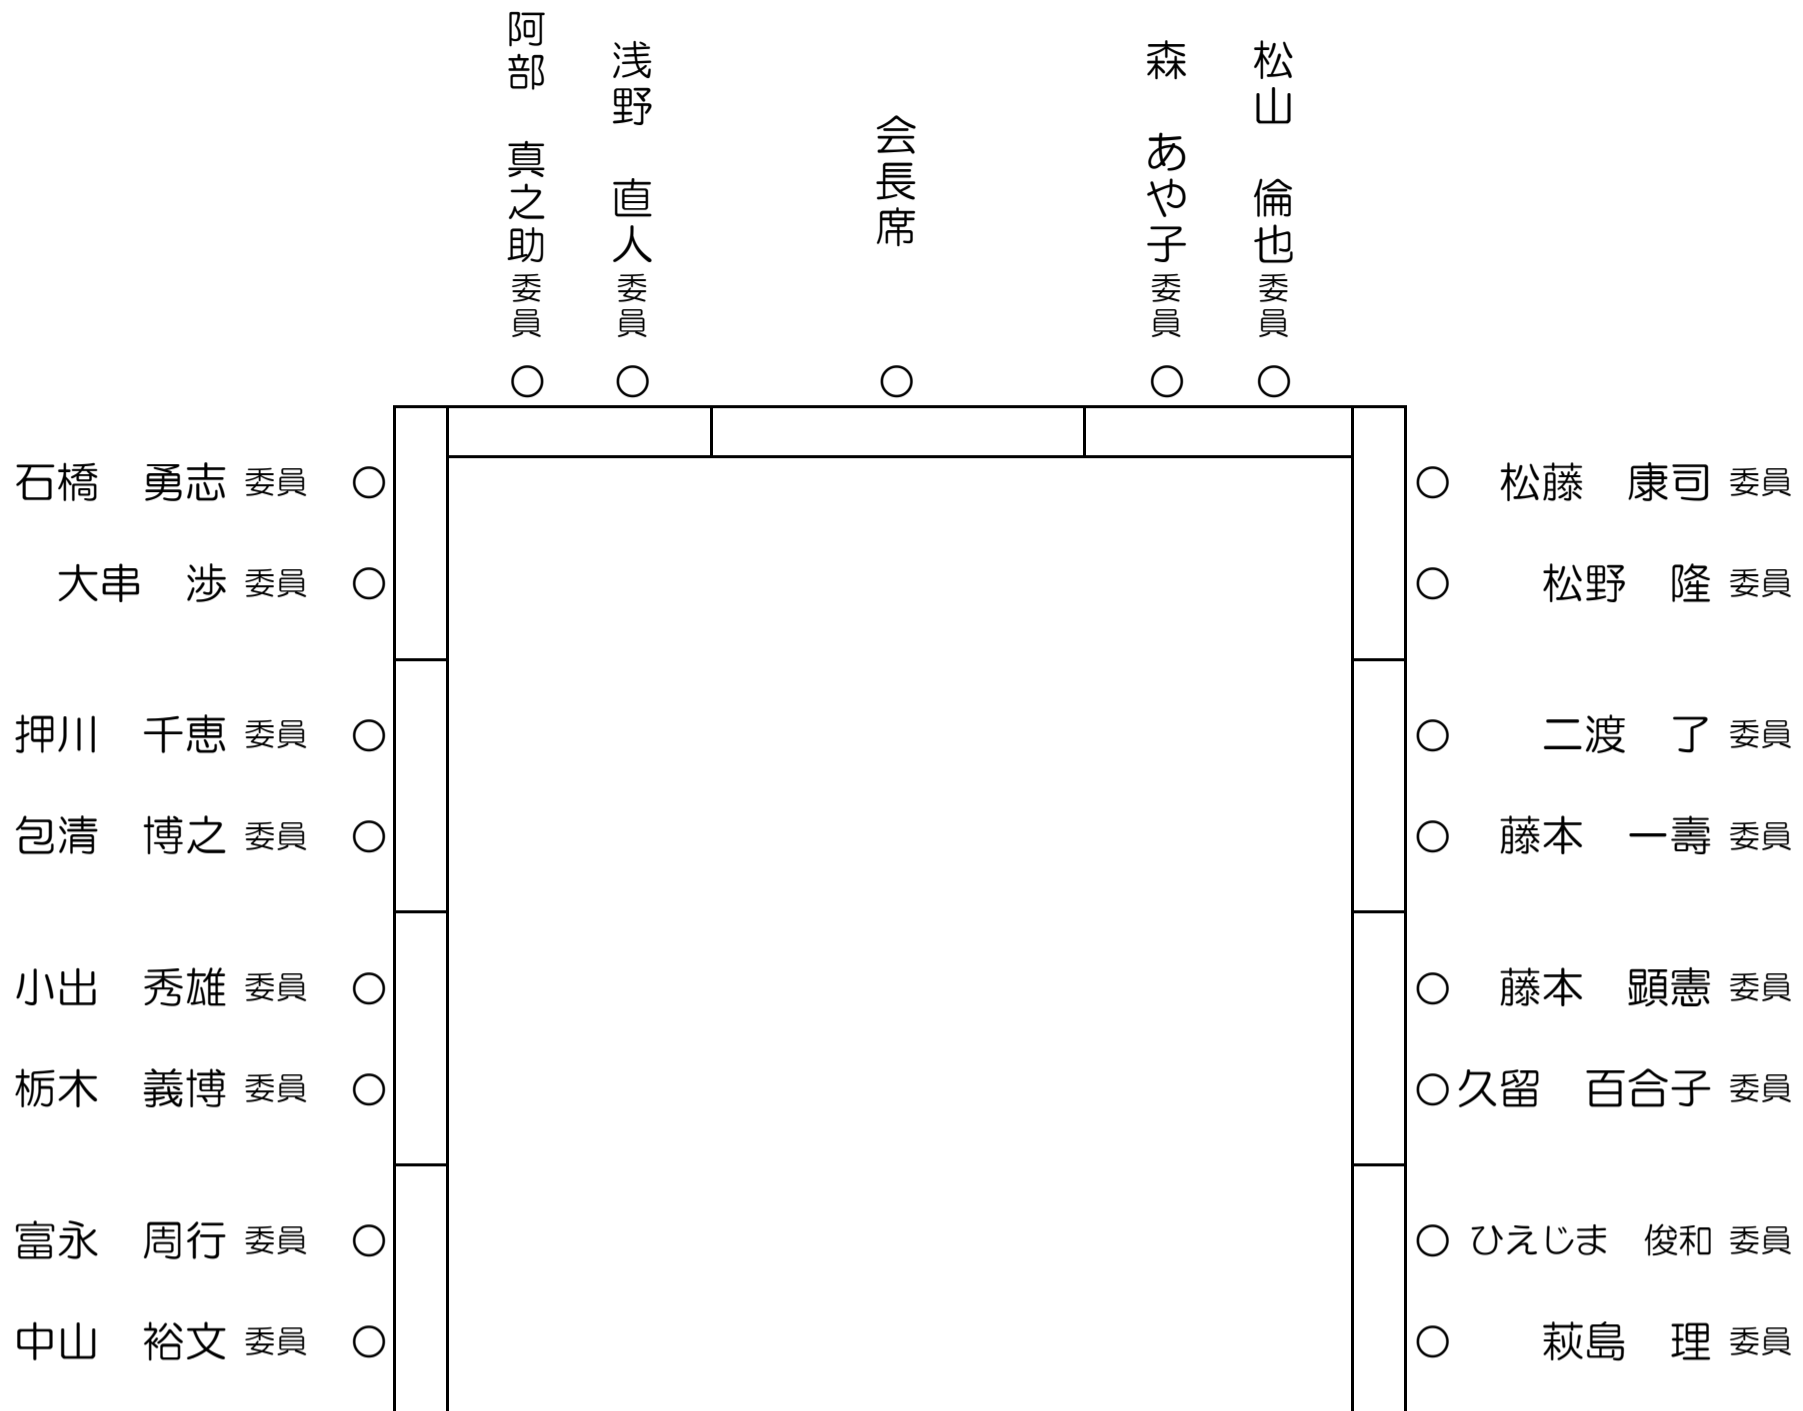 阿部　真之助委員
浅野　直人委員
会長席
森　あや子委員
松山　倫也委員
石橋　勇志 委員
松藤　康司 委員
大串　渉 委員
松野　隆 委員
押川　千恵 委員
二渡　了 委員
包清　博之 委員
藤本　一壽 委員
小出　秀雄 委員
藤本　顕憲 委員
栃木　義博 委員
久留　百合子 委員
富永　周行 委員
ひえじま　俊和 委員
中山　裕文 委員
萩島　理 委員